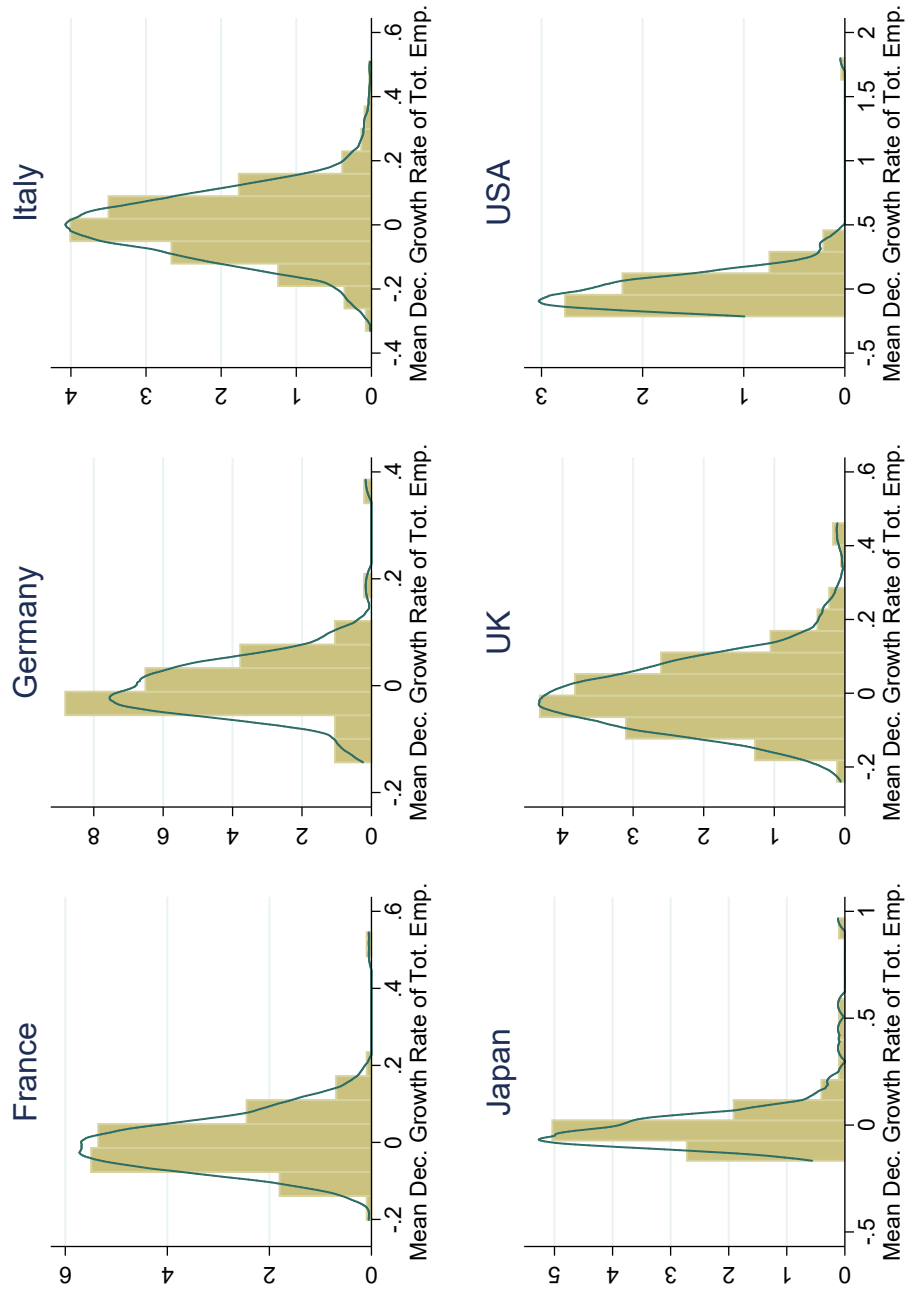 France
6
4
2
0
-.2 0 .2 .4 .6
Mean Dec. Growth Rate of Tot. Emp.
Germany
8
6
4
2
0
-.2 0 .2 .4
Mean Dec. Growth Rate of Tot. Emp.
Italy
4
3
2
1
0
-.4 -.2 0 .2 .4 .6
Mean Dec. Growth Rate of Tot. Emp.
Japan
5
4
3
2
1
0
-.5 0 .5 1
Mean Dec. Growth Rate of Tot. Emp.
UK
4
3
2
1
0
-.2 0 .2 .4 .6
Mean Dec. Growth Rate of Tot. Emp.
USA
3
2
1
0
-.5 0 .5 1 1.5 2
Mean Dec. Growth Rate of Tot. Emp.